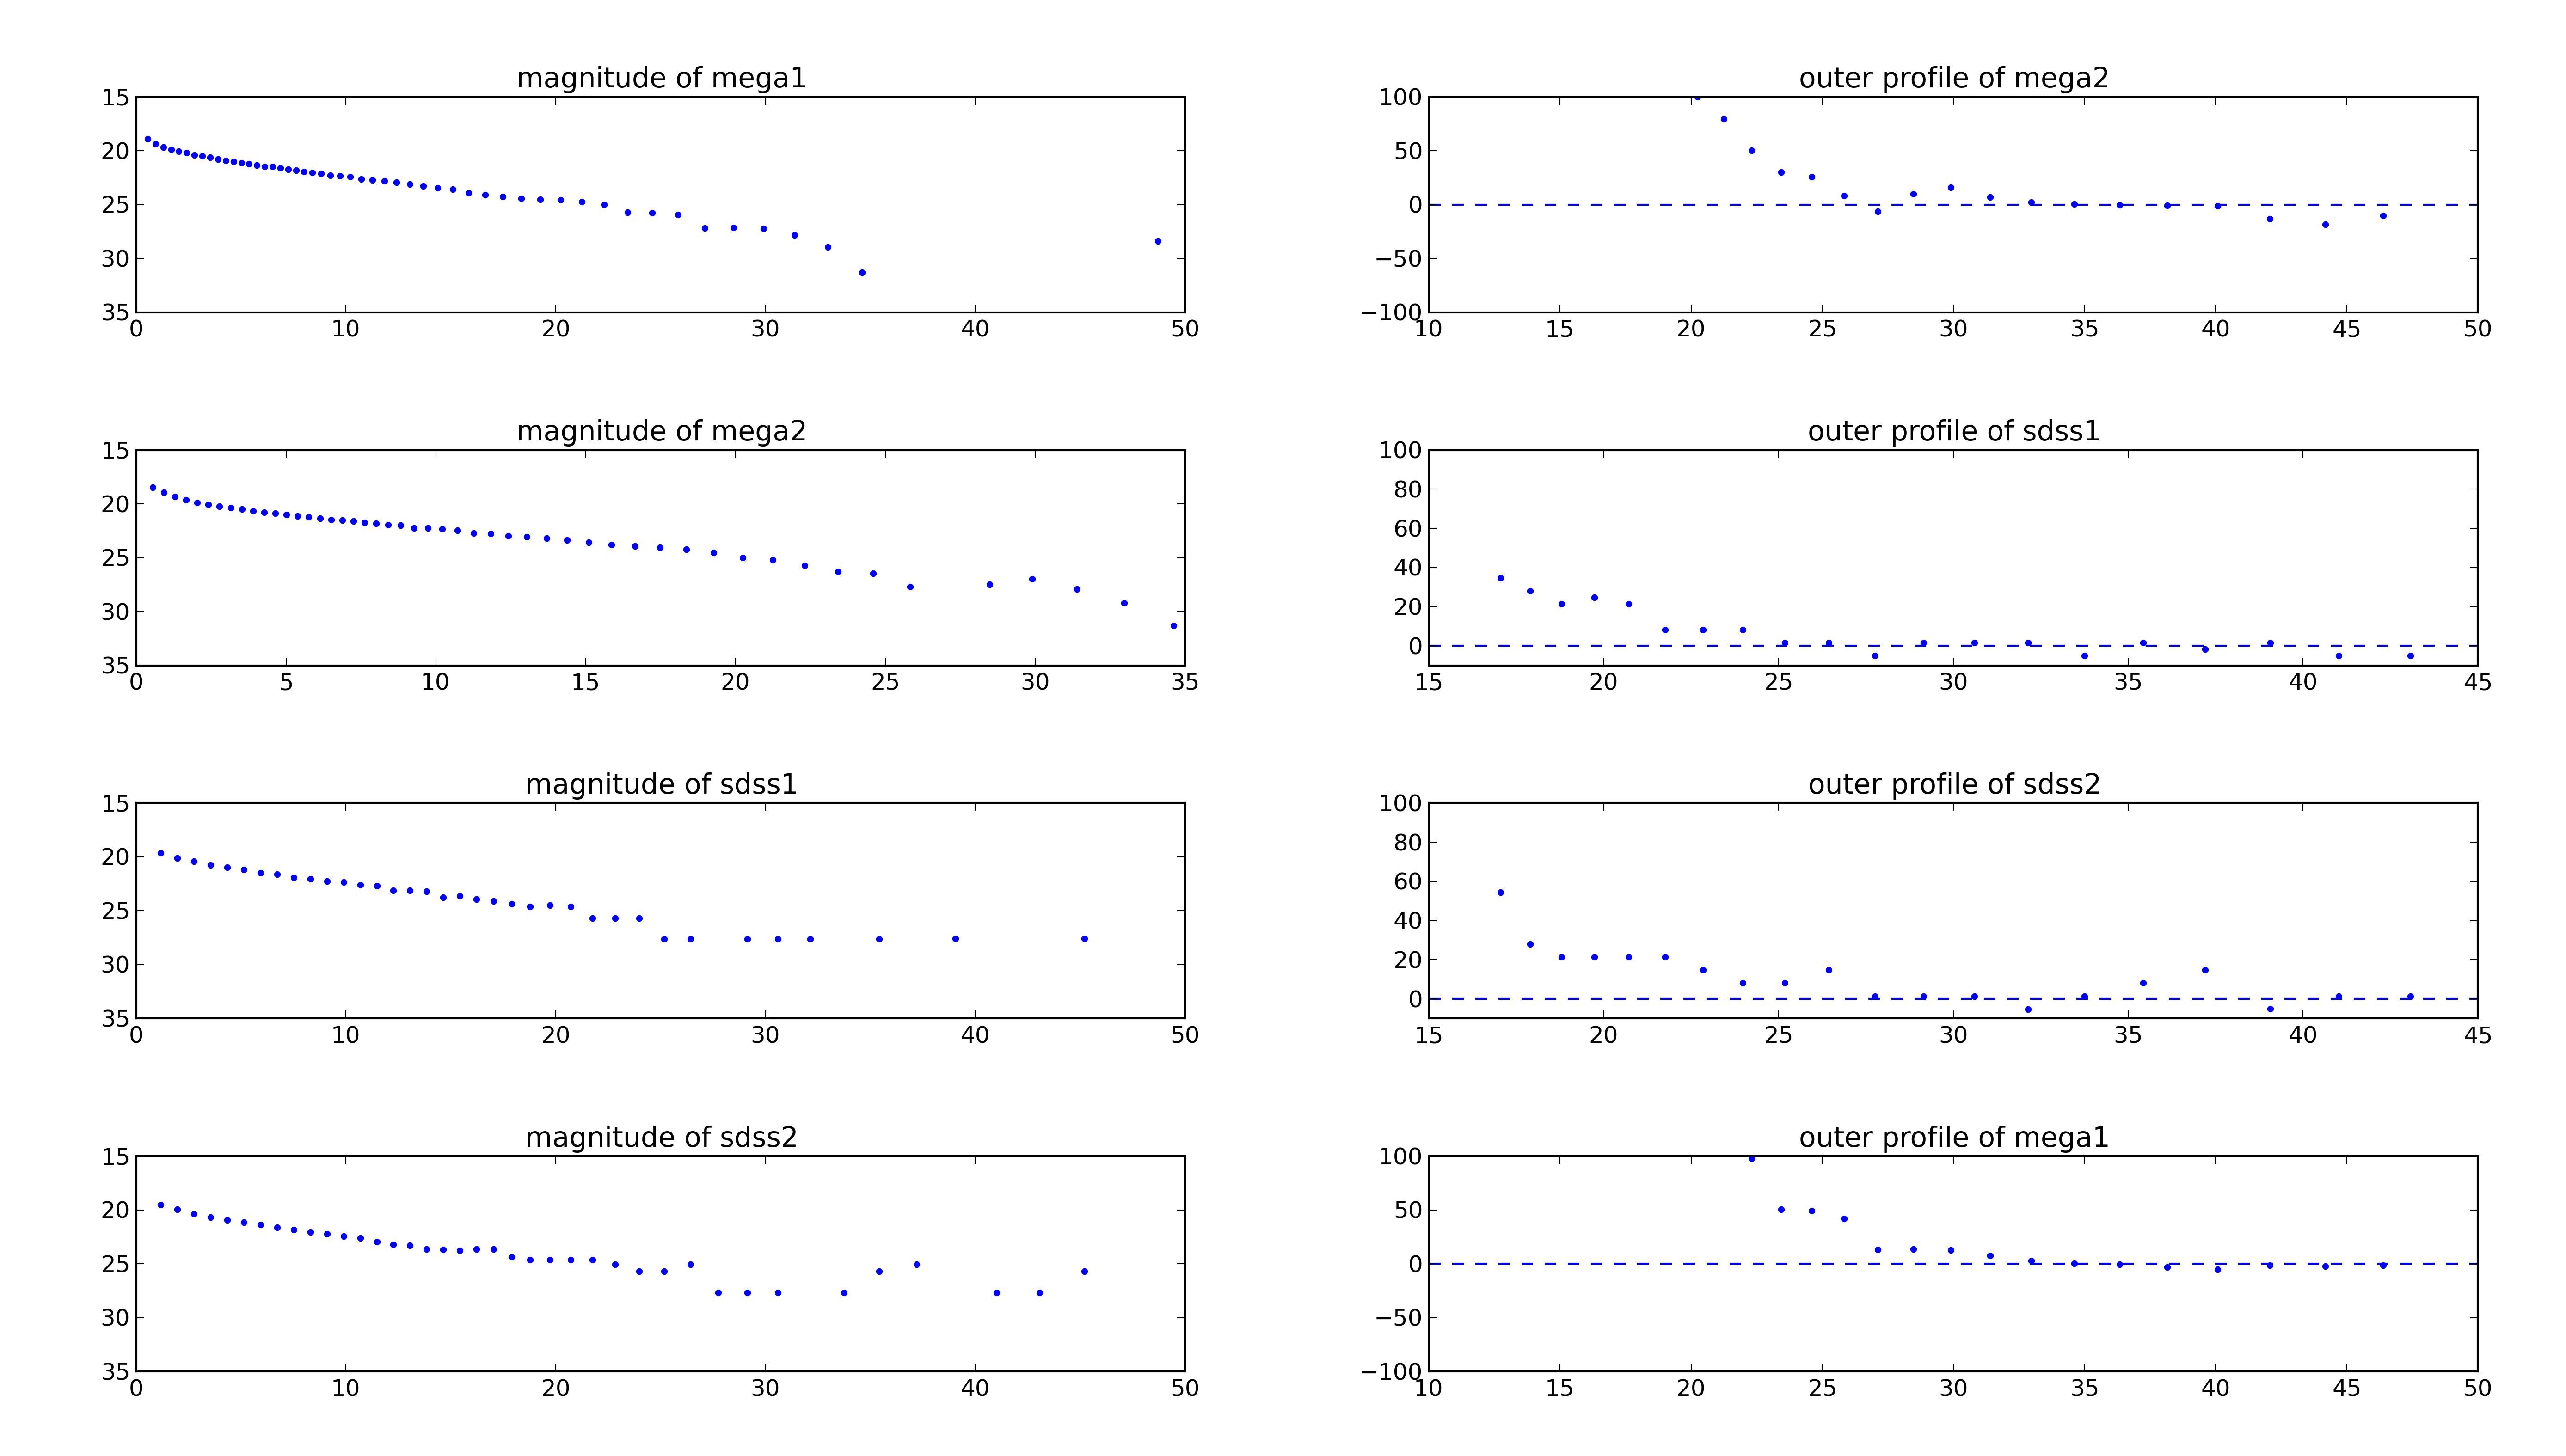 magnitude of mega1
15
20
25
30
35
0 10 20 30 40 50
outer profile of mega2
100
50
0
−50
−100
10 15 20 25 30 35 40 45 50
magnitude of mega2
15
20
25
30
35
0 5 10 15 20 25 30 35
outer profile of sdss1
100
80
60
40
20
0
15 20 25 30 35 40 45
magnitude of sdss1
15
20
25
30
35
0 10 20 30 40 50
outer profile of sdss2
100
80
60
40
20
0
15 20 25 30 35 40 45
magnitude of sdss2
15
20
25
30
35
0 10 20 30 40 50
outer profile of mega1
100
50
0
−50
−100
10 15 20 25 30 35 40 45 50